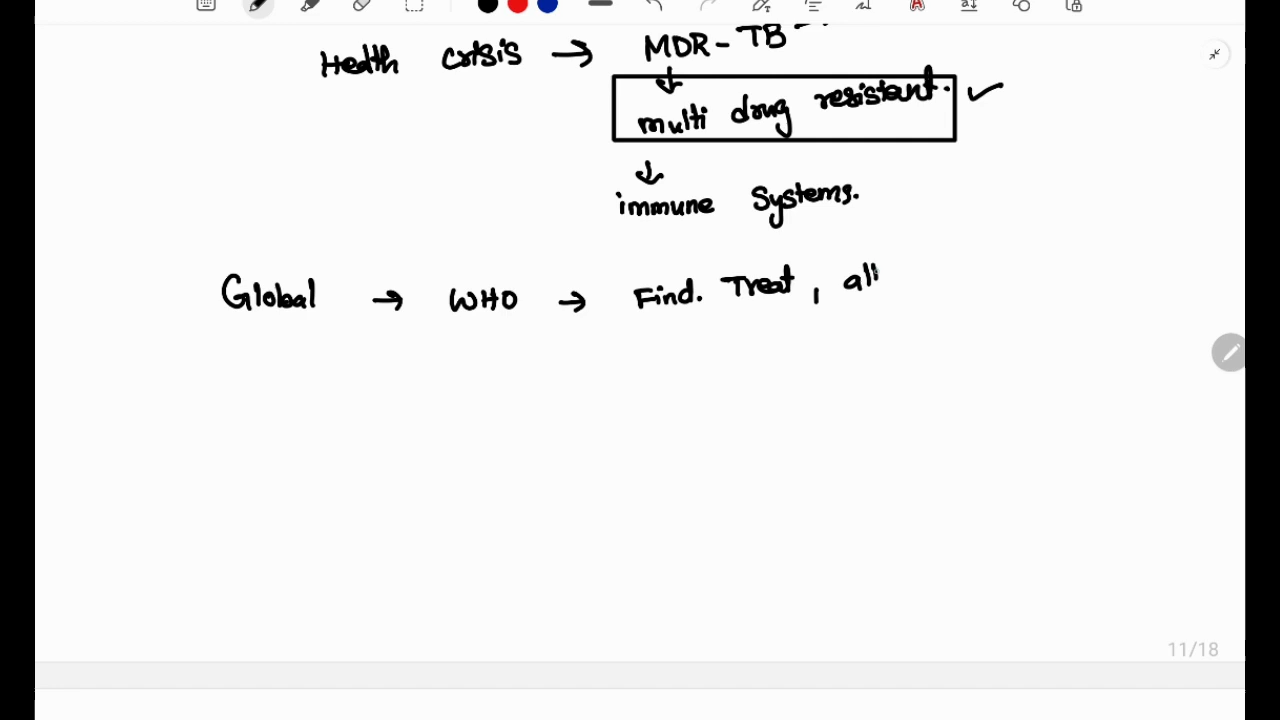 Health crisis → MDR-TB
↓
multi drug resistant. ✓
↓
immune Systems.
Global → WHO → Find. Treat, all
11/18